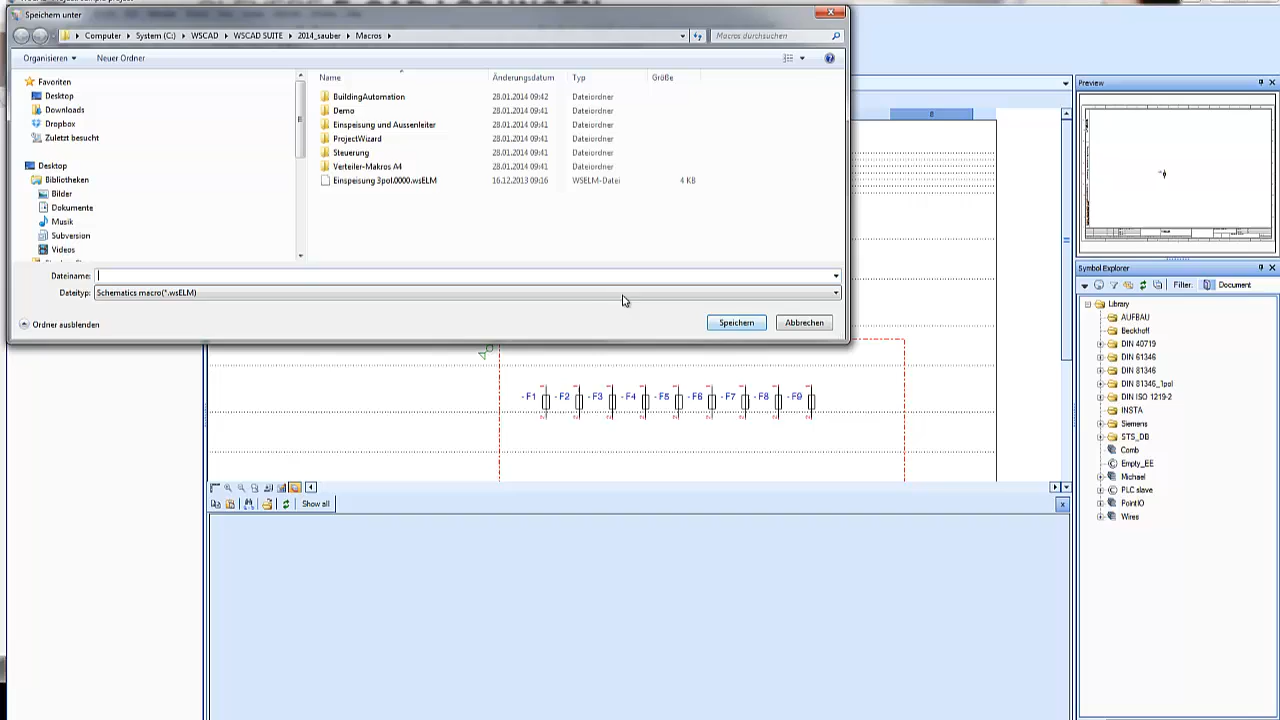 Speichern unter
Computer ▸ System (C:) ▸ WSCAD ▸ WSCAD SUITE ▸ 2014_sauber ▸ Macros ▸
Macros durchsuchen
Organisieren
Neuer Ordner
Favoriten
Desktop
Downloads
Dropbox
Zuletzt besucht
Desktop
Bibliotheken
Bilder
Dokumente
Musik
Subversion
Videos
Name Änderungsdatum Typ Größe
BuildingAutomation 28.01.2014 09:42 Dateiordner
Demo 28.01.2014 09:41 Dateiordner
Einspeisung und Aussenleiter 28.01.2014 09:41 Dateiordner
ProjectWizard 28.01.2014 09:41 Dateiordner
Steuerung 28.01.2014 09:41 Dateiordner
Verteiler-Makros A4 28.01.2014 09:41 Dateiordner
Einspeisung 3pol.0000.wsELM 16.12.2013 09:16 WSELM-Datei 4 KB
Dateiname:
Dateityp: Schematics macro(*.wsELM)
Ordner ausblenden
Speichern
Abbrechen
8
-F1 -F2 -F3 -F4 -F5 -F6 -F7 -F8 -F9
Show all
Preview
Symbol Explorer
Filter: Document
Library
AUFBAU
Beckhoff
DIN 40719
DIN 61346
DIN 81346
DIN 81346_1pol
DIN ISO 1219-2
INSTA
Siemens
STS_DB
Comb
Empty_EE
Michael
PLC slave
PointIO
Wires